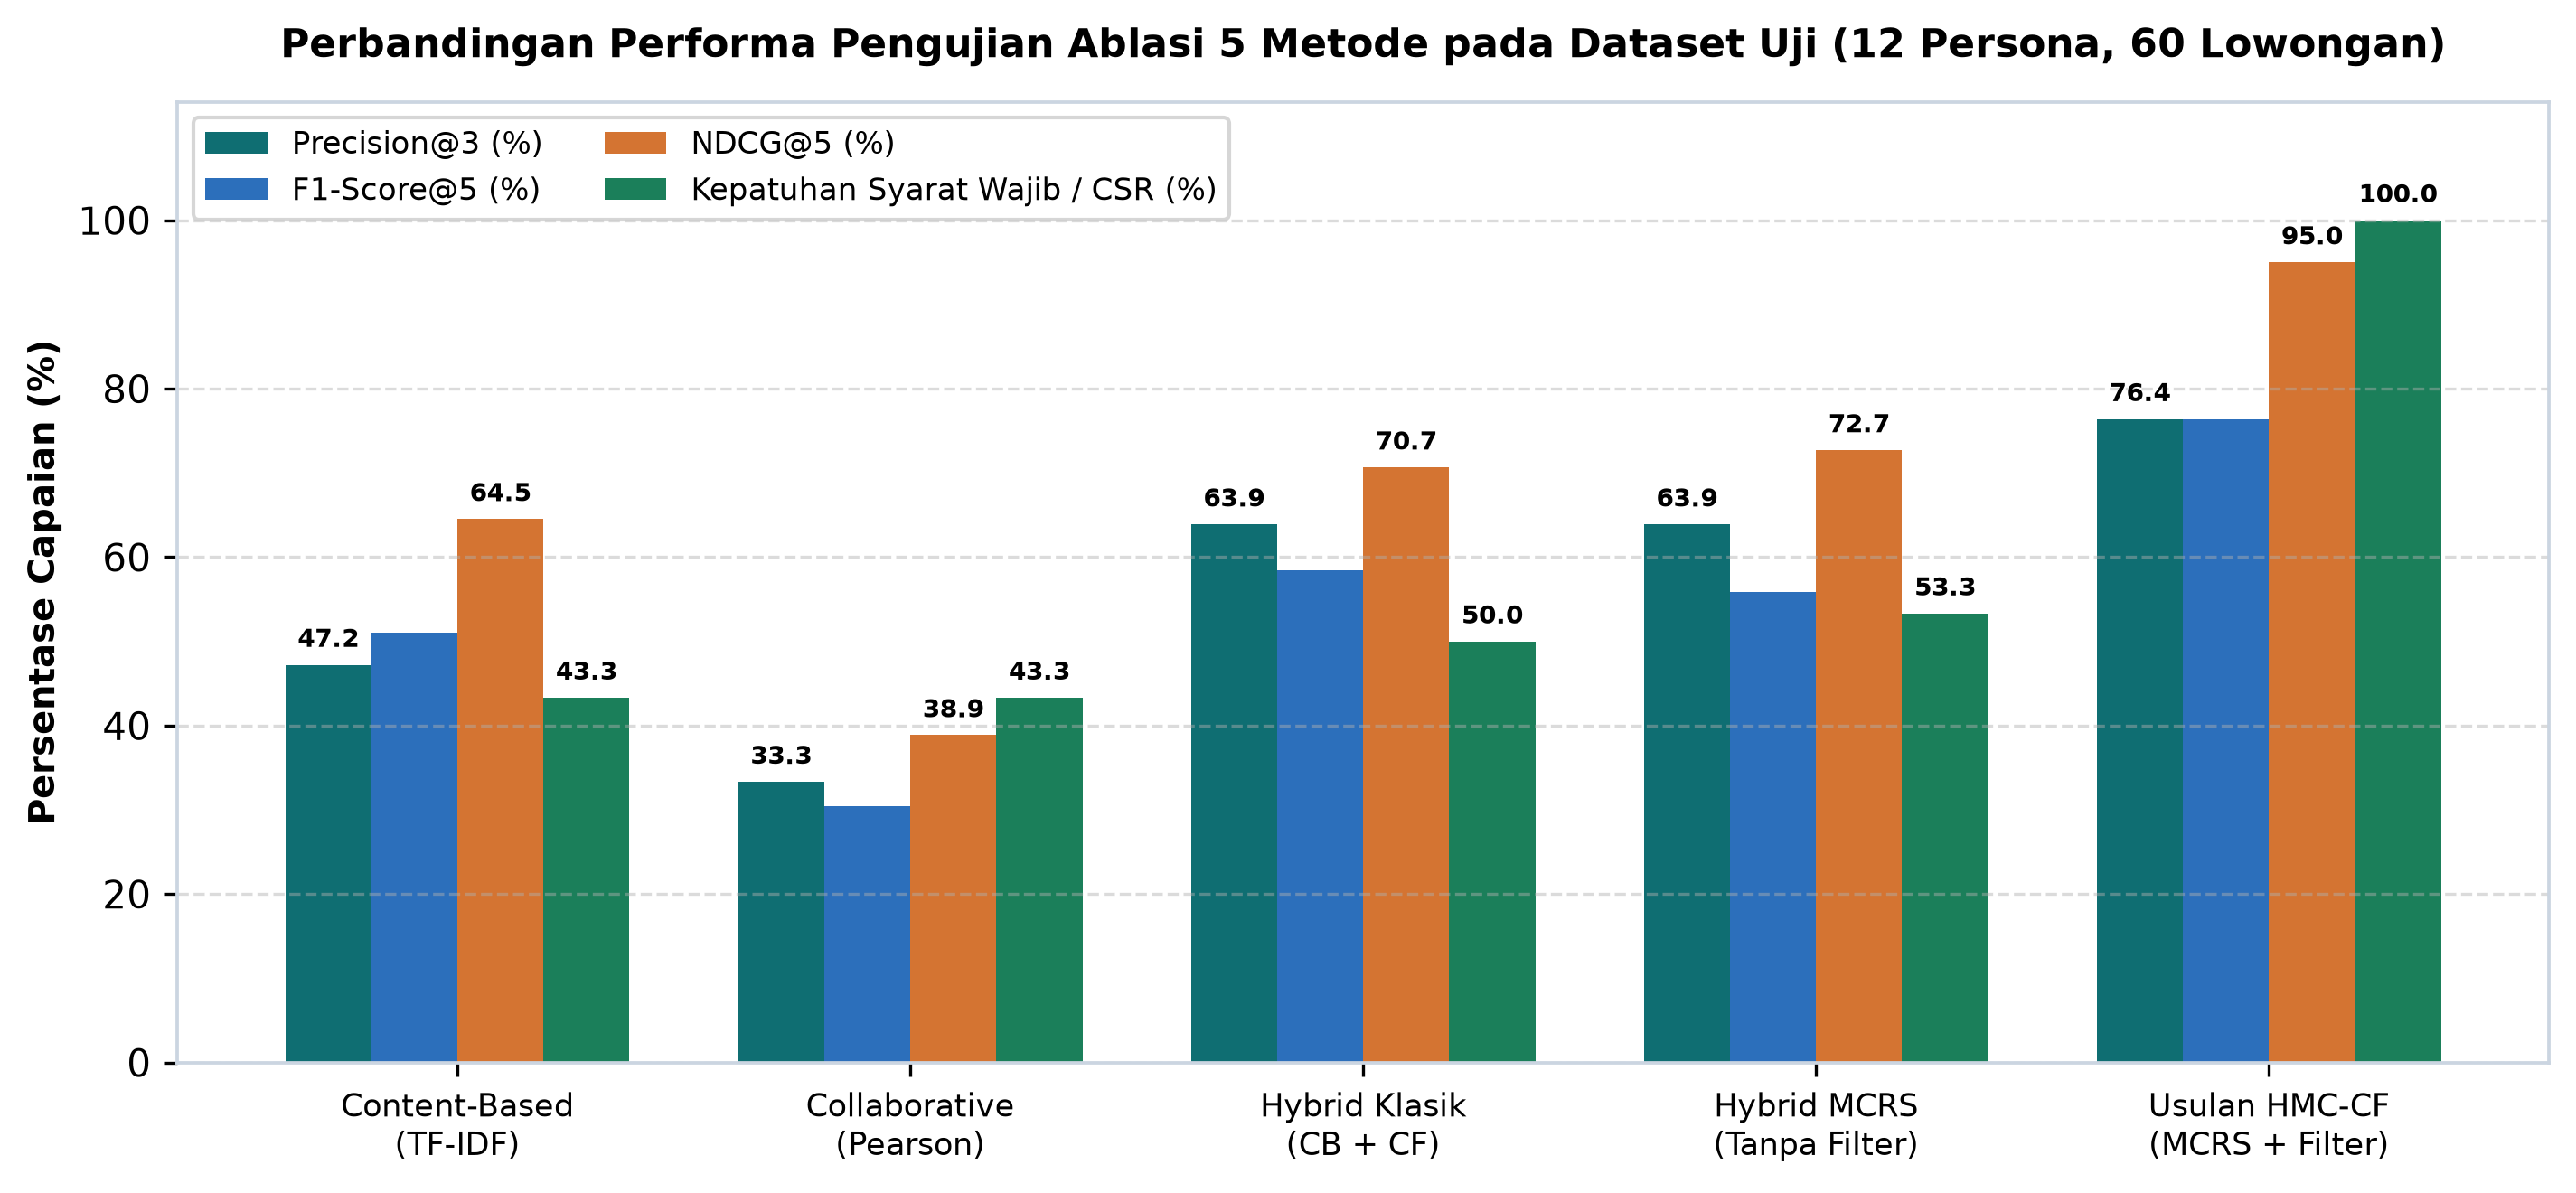 Perbandingan Performa Pengujian Ablasi 5 Metode pada Dataset Uji (12 Persona, 60 Lowongan)
Precision@3 (%)
F1-Score@5 (%)
NDCG@5 (%)
Kepatuhan Syarat Wajib / CSR (%)
Persentase Capaian (%)
100
80
60
40
20
0
47.2
64.5
43.3
33.3
38.9
43.3
63.9
70.7
50.0
63.9
72.7
53.3
76.4
95.0
100.0
Content-Based
(TF-IDF)
Collaborative
(Pearson)
Hybrid Klasik
(CB + CF)
Hybrid MCRS
(Tanpa Filter)
Usulan HMC-CF
(MCRS + Filter)